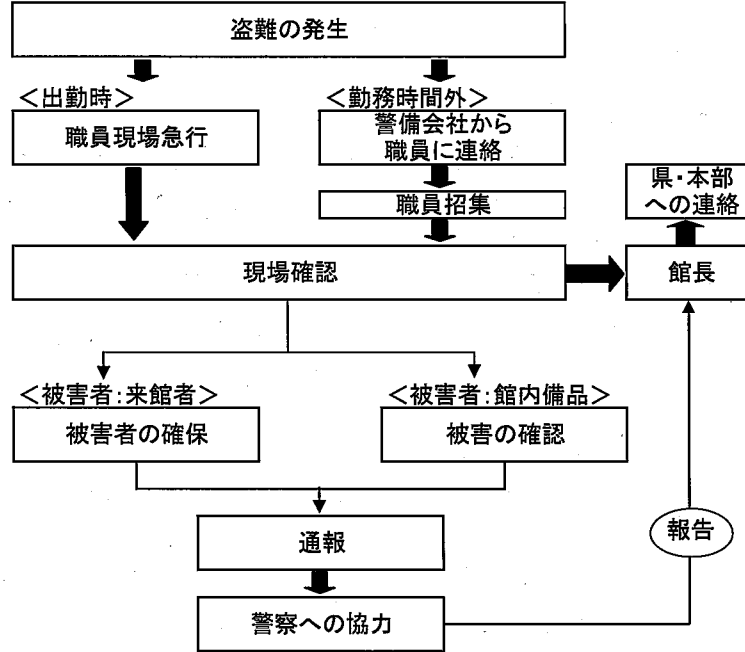 盗難の発生
＜出勤時＞
＜勤務時間外＞
職員現場急行
警備会社から
職員に連絡
県・本部
への連絡
職員招集
現場確認
館長
＜被害者：来館者＞
＜被害者：館内備品＞
被害者の確保
被害の確認
通報
報告
警察への協力